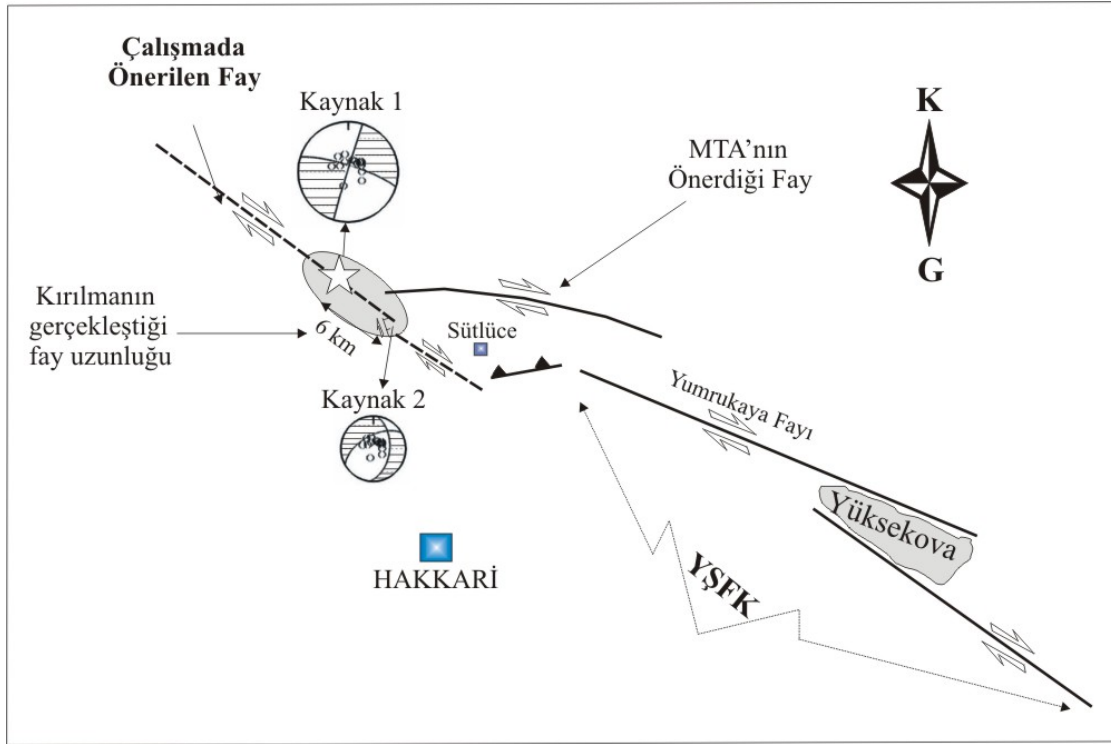 Çalışmada
Önerilen Fay
Kaynak 1
K
MTA'nın
Önerdiği Fay
G
Kırılmanın
gerçekleştiği
fay uzunluğu
6 km
Sütlüce
Kaynak 2
Yumrukaya Fayı
Yüksekova
HAKKARİ
YŞFK